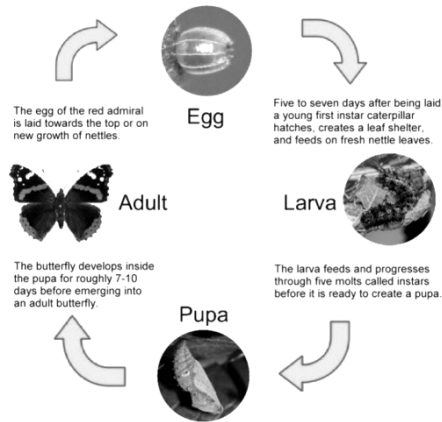 Egg
The egg of the red admiral
is laid towards the top or on
new growth of nettles.
Five to seven days after being laid
a young first instar caterpillar
hatches, creates a leaf shelter,
and feeds on fresh nettle leaves.
Adult
Larva
The butterfly develops inside
the pupa for roughly 7-10
days before emerging into
an adult butterfly.
The larva feeds and progresses
through five molts called instars
before it is ready to create a pupa.
Pupa